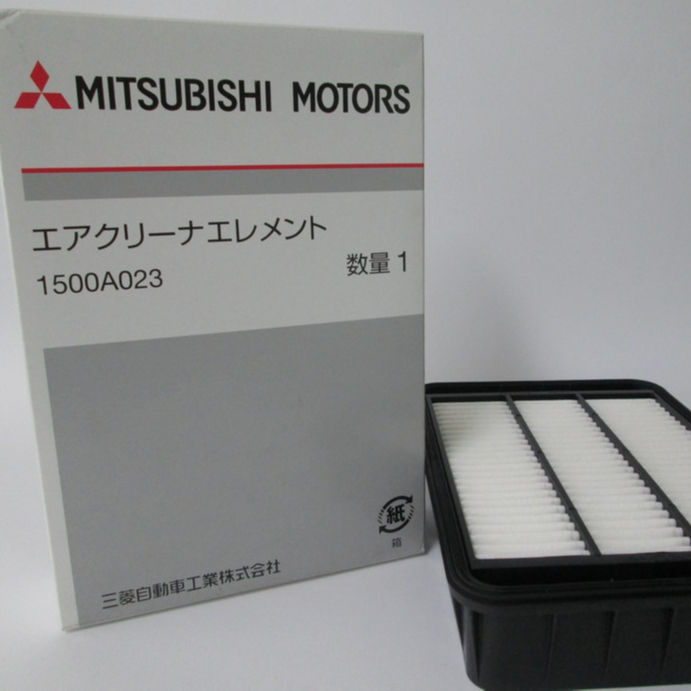 MITSUBISHI MOTORS
エアクリーナエレメント
1500A023
数量 1
紙
箱
三菱自動車工業株式会社